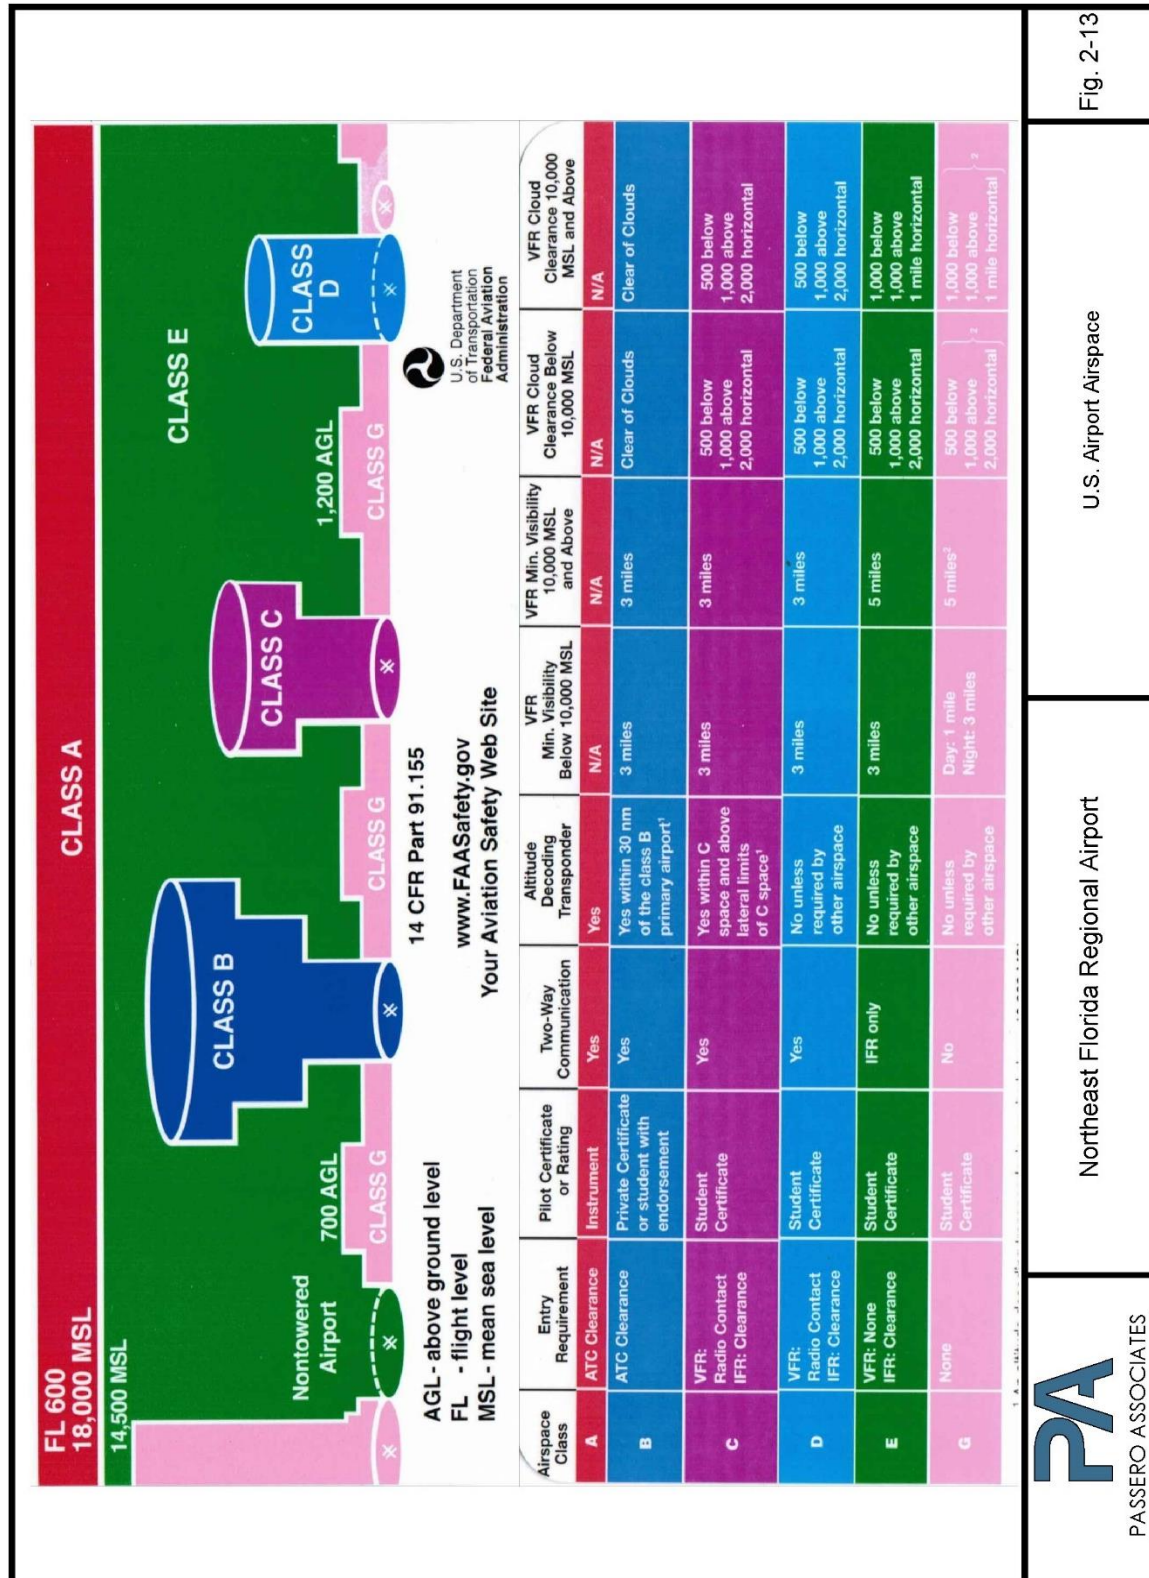 FL 600
18,000 MSL
CLASS A
14,500 MSL
CLASS E
Nontowered
Airport
700 AGL
CLASS G
CLASS B
CLASS G
CLASS C
1,200 AGL
CLASS G
CLASS
D
AGL - above ground level
FL - flight level
MSL - mean sea level
14 CFR Part 91.155
www.FAASafety.gov
Your Aviation Safety Web Site
U.S. Department
of Transportation
Federal Aviation
Administration
Airspace
Class
Entry
Requirement
Pilot Certificate
or Rating
Two-Way
Communication
Altitude
Decoding
Transponder
VFR
Min. Visibility
Below 10,000 MSL
VFR Min. Visibility
10,000 MSL
and Above
VFR Cloud
Clearance Below
10,000 MSL
VFR Cloud
Clearance 10,000
MSL and Above
A
ATC Clearance
Instrument
Yes
Yes
N/A
N/A
N/A
N/A
B
ATC Clearance
Private Certificate
or student with
endorsement
Yes
Yes within 30 nm
of the class B
primary airport¹
3 miles
3 miles
Clear of Clouds
Clear of Clouds
C
VFR:
Radio Contact
IFR: Clearance
Student
Certificate
Yes
Yes within C
space and above
lateral limits
of C space¹
3 miles
3 miles
500 below
1,000 above
2,000 horizontal
500 below
1,000 above
2,000 horizontal
D
VFR:
Radio Contact
IFR: Clearance
Student
Certificate
Yes
No unless
required by
other airspace
3 miles
3 miles
500 below
1,000 above
2,000 horizontal
500 below
1,000 above
2,000 horizontal
E
VFR: None
IFR: Clearance
Student
Certificate
IFR only
No unless
required by
other airspace
3 miles
5 miles
500 below
1,000 above
2,000 horizontal
1,000 below
1,000 above
1 mile horizontal
G
None
Student
Certificate
No
No unless
required by
other airspace
Day: 1 mile
Night: 3 miles
5 miles²
500 below
1,000 above
2,000 horizontal
2
1,000 below
1,000 above
1 mile horizontal
2
PA
PASSERO ASSOCIATES
Northeast Florida Regional Airport
U.S. Airport Airspace
Fig. 2-13